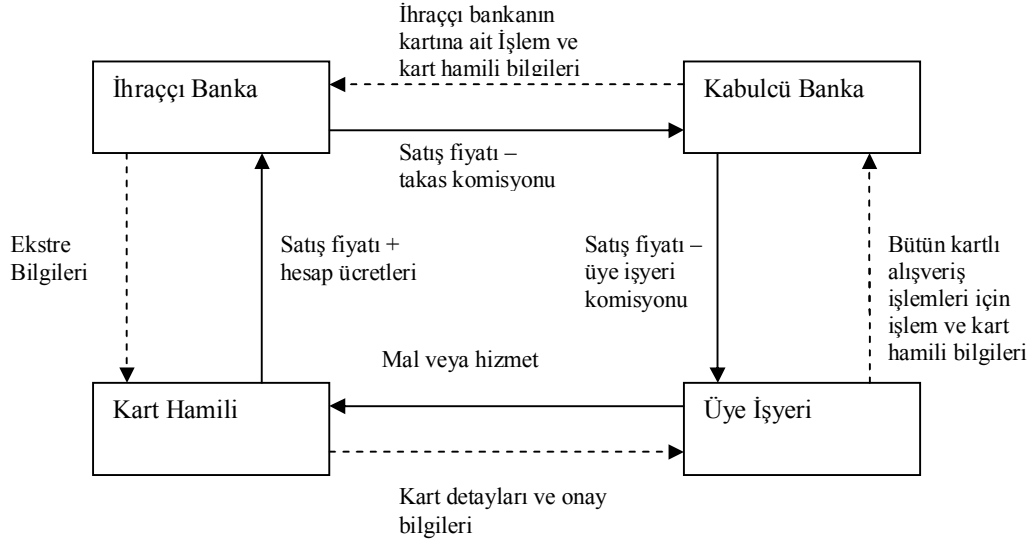 İhraççı bankanın
kartına ait İşlem ve
kart hamili bilgileri
İhraççı Banka
Kabulcü Banka
Satış fiyatı –
takas komisyonu
Ekstre
Bilgileri
Satış fiyatı +
hesap ücretleri
Satış fiyatı –
üye işyeri
komisyonu
Bütün kartlı
alışveriş
işlemleri için
işlem ve kart
hamili bilgileri
Mal veya hizmet
Kart Hamili
Üye İşyeri
Kart detayları ve onay
bilgileri